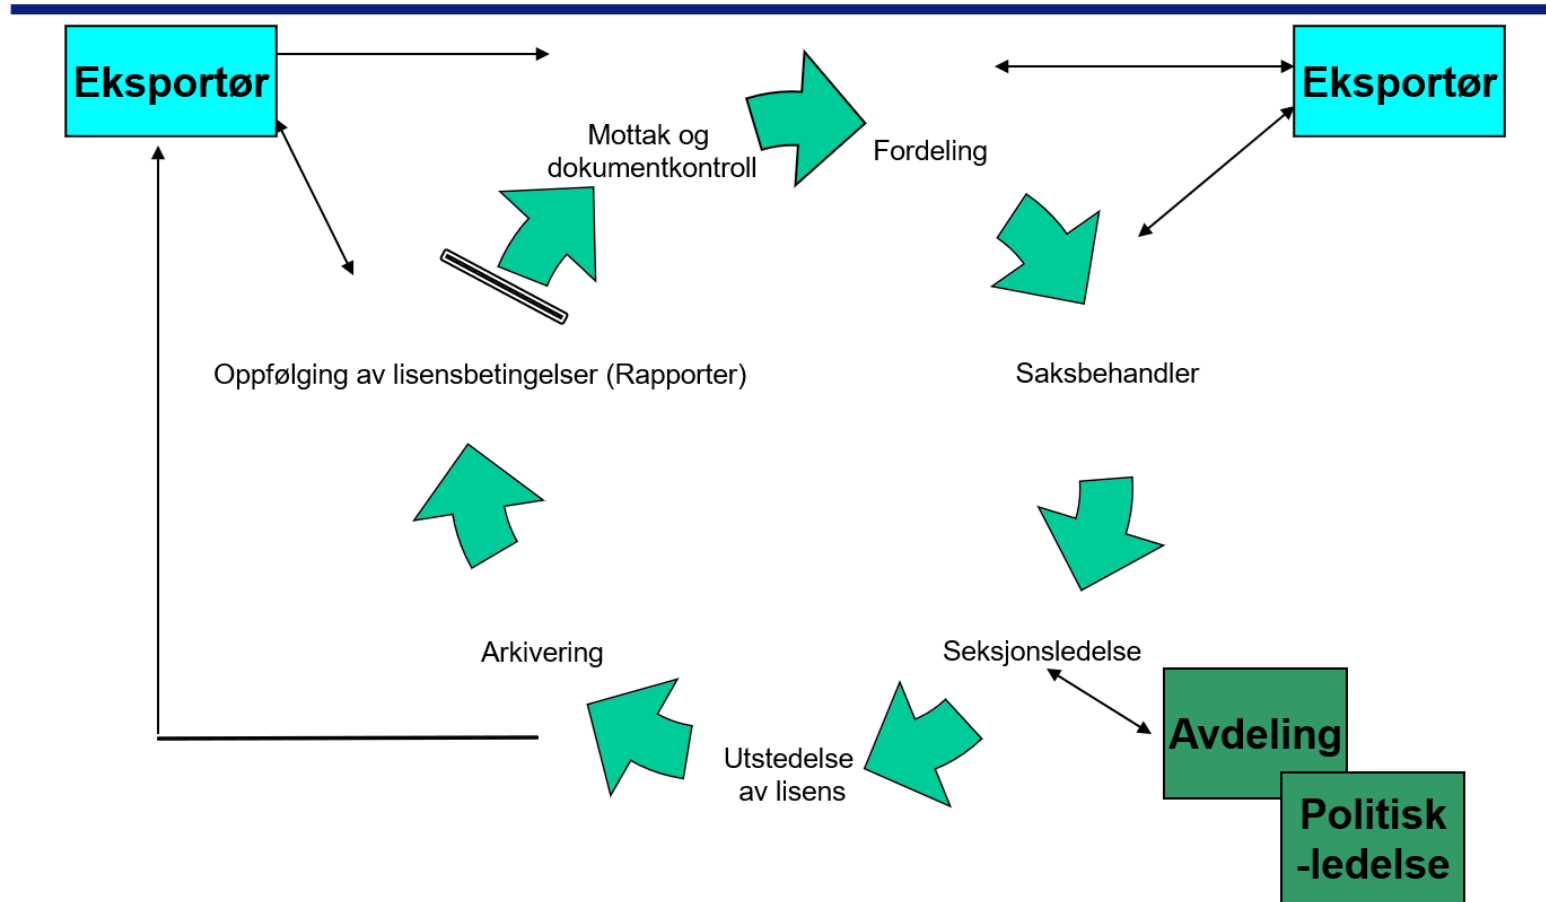 Eksportør
Eksportør
Mottak og
dokumentkontroll
Fordeling
Oppfølging av lisensbetingelser (Rapporter)
Saksbehandler
Arkivering
Seksjonsledelse
Utstedelse
av lisens
Avdeling
Politisk
-ledelse